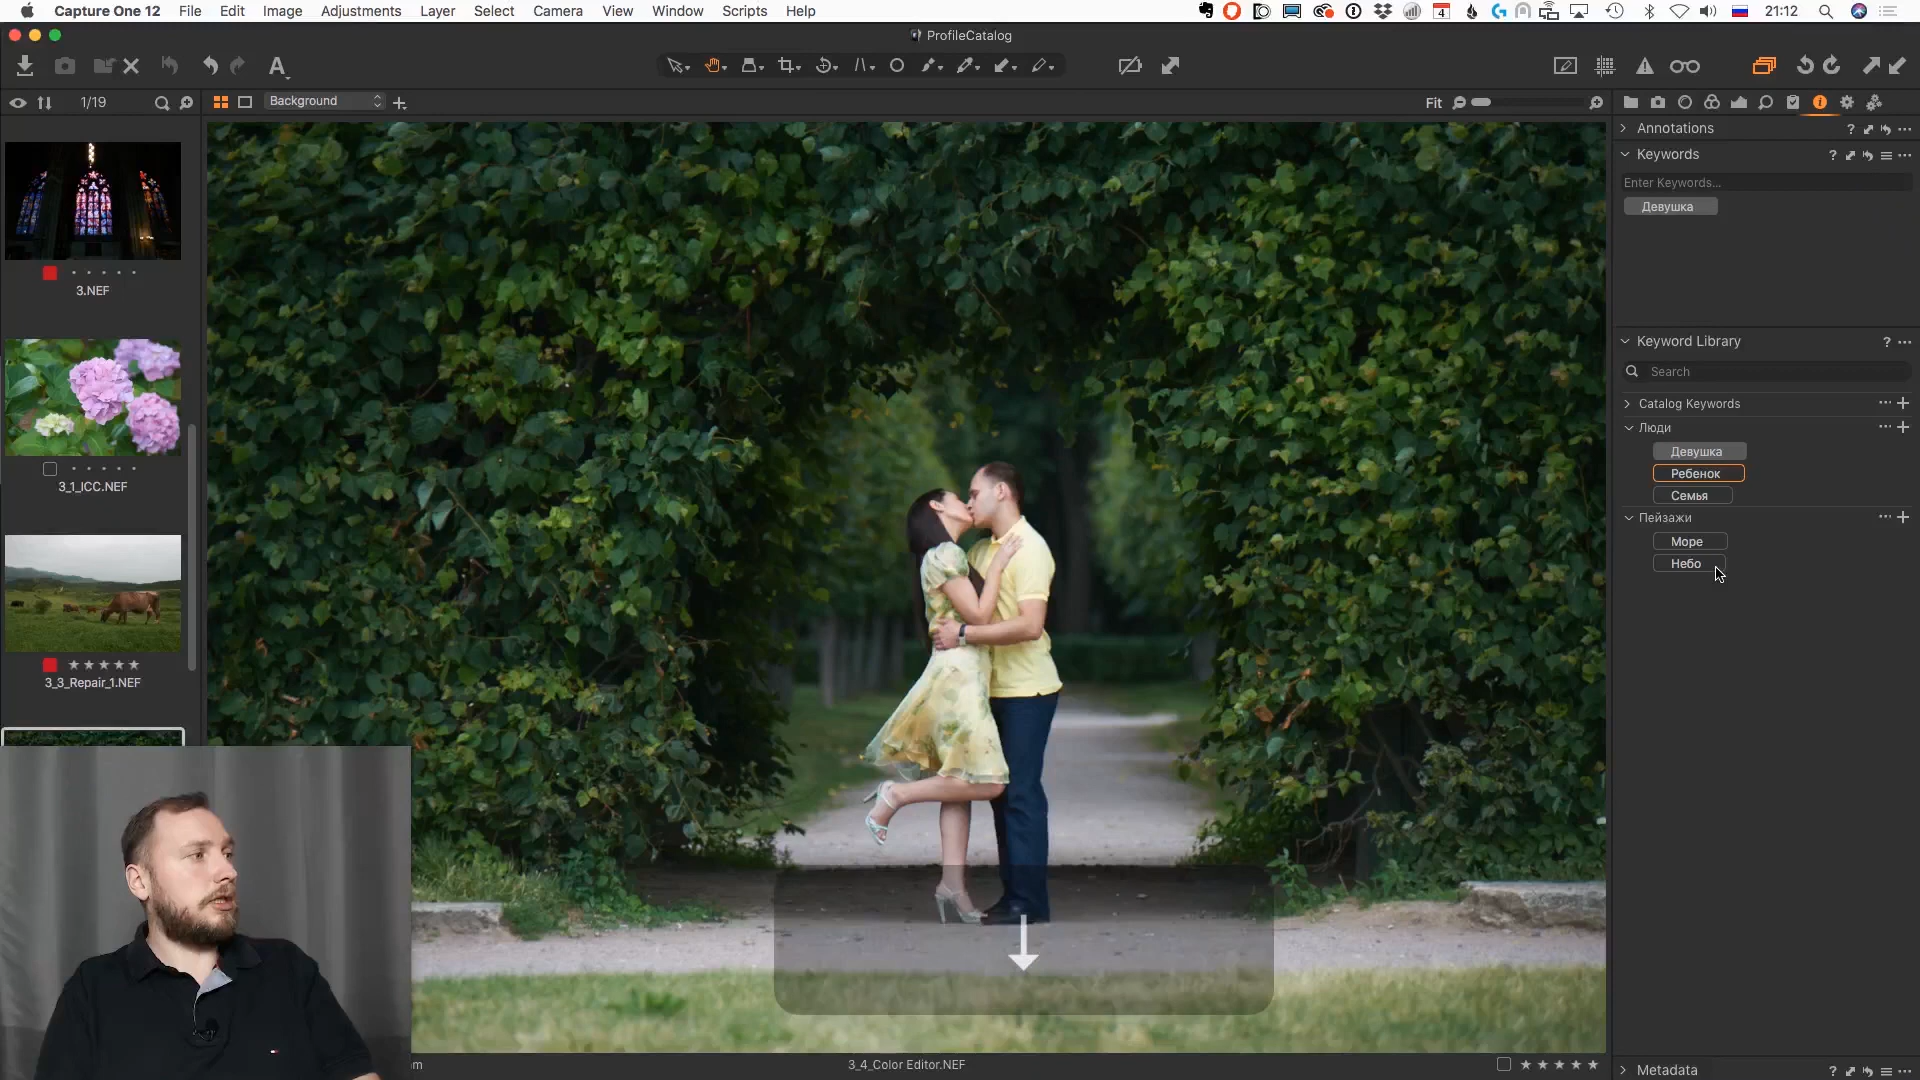 Capture One 12 File Edit Image Adjustments Layer Select Camera View Window Scripts Help 4 21:12
ProfileCatalog
A
1/19 Background Fit
3.NEF
3_1_ICC.NEF
3_3_Repair_1.NEF
Annotations ?
Keywords ?
Enter Keywords...
Девушка
Keyword Library ?
Search
Catalog Keywords
Люди
Девушка
Ребенок
Семья
Пейзажи
Море
Небо
3_4_Color Editor.NEF
Metadata ?